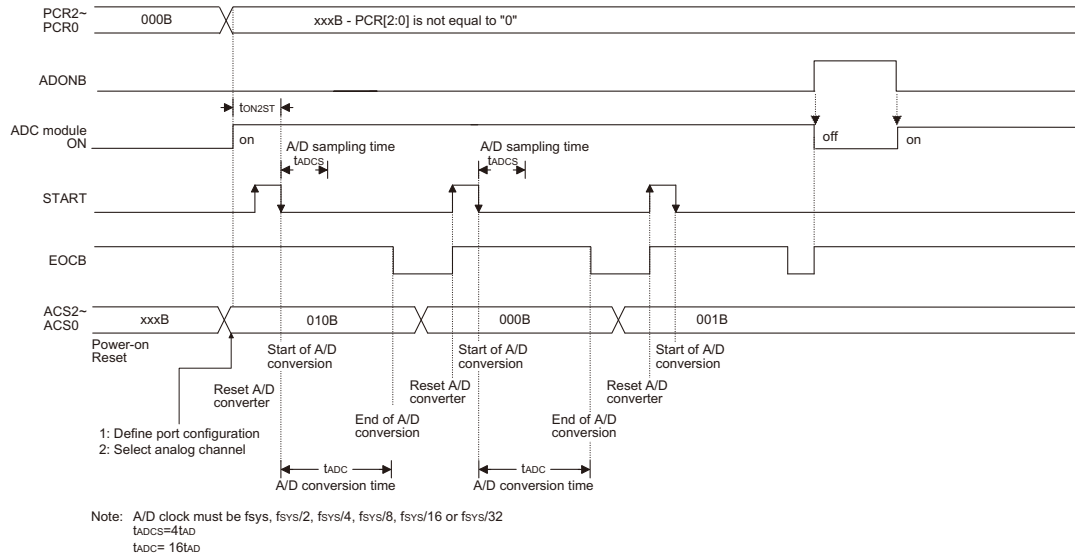 PCR2~
PCR0
000B
xxxB - PCR[2:0] is not equal to "0"
ADONB
tON2ST
ADC module
ON
on
off
on
A/D sampling time
tADCS
A/D sampling time
tADCS
START
EOCB
ACS2~
ACS0
xxxB
010B
000B
001B
Power-on
Reset
Start of A/D
conversion
Start of A/D
conversion
Start of A/D
conversion
Reset A/D
converter
Reset A/D
converter
Reset A/D
converter
End of A/D
conversion
End of A/D
conversion
1: Define port configuration
2: Select analog channel
tADC
A/D conversion time
tADC
A/D conversion time
Note: A/D clock must be fsys, fSYS/2, fSYS/4, fSYS/8, fSYS/16 or fSYS/32
tADCS=4tAD
tADC= 16tAD